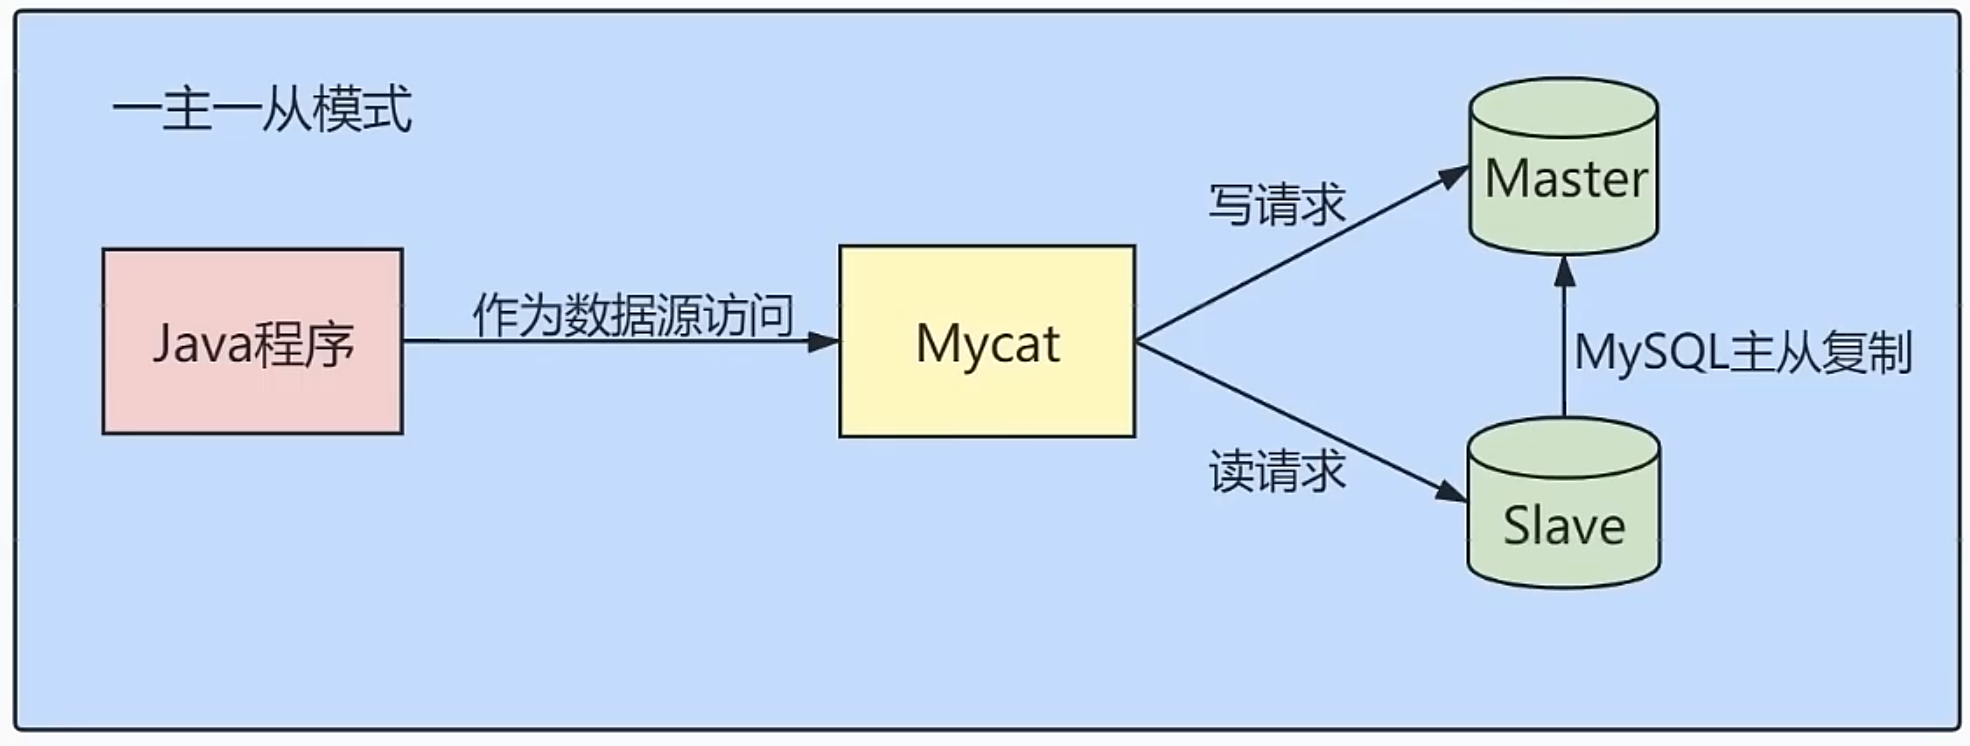 一主一从模式
Master
写请求
Java程序
作为数据源访问
Mycat
MySQL主从复制
读请求
Slave